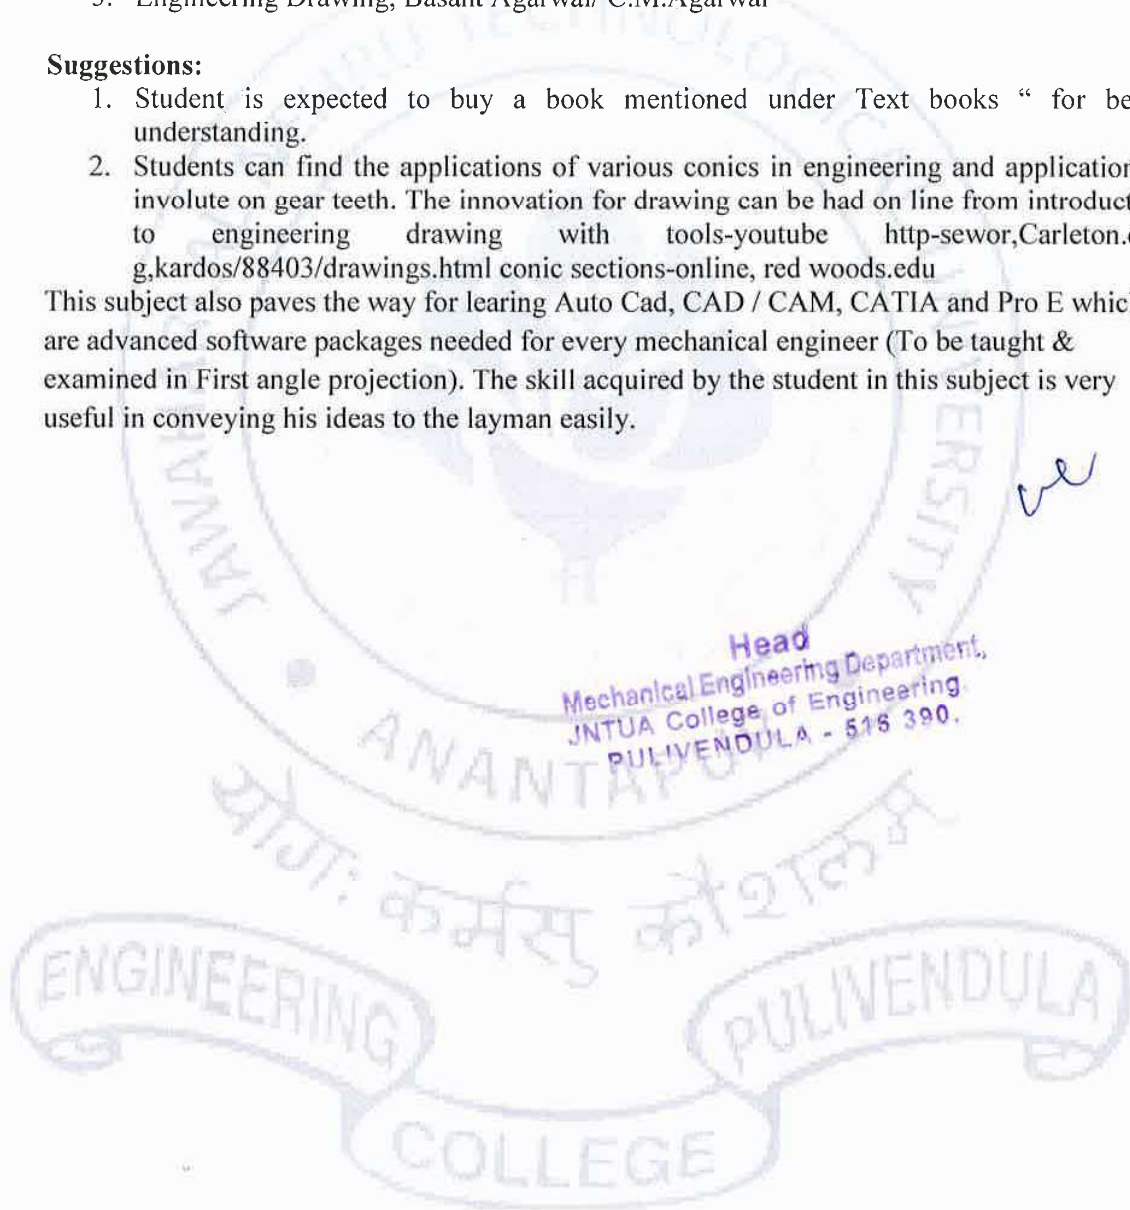 Engineering Drawing, Basant Agarwal/ C.M.Agarwal
Suggestions:
1. Student is expected to buy a book mentioned under Text books “ for be
understanding.
2. Students can find the applications of various conics in engineering and application
involute on gear teeth. The innovation for drawing can be had on line from introduct
to engineering drawing with tools-youtube http-sewor,Carleton.
g,kardos/88403/drawings.html conic sections-online, red woods.edu
This subject also paves the way for learing Auto Cad, CAD / CAM, CATIA and Pro E whic
are advanced software packages needed for every mechanical engineer (To be taught &
examined in First angle projection). The skill acquired by the student in this subject is very
useful in conveying his ideas to the layman easily.
Head
Mechanical Engineering Department,
JNTUA College of Engineering
PULIVENDULA - 516 390.
TECHNOLOGICAL UNIVERSITY
ANANTAPUR
योग: कर्मसु कौशलम
ENGINEERING
PULIVENDULA
COLLEGE